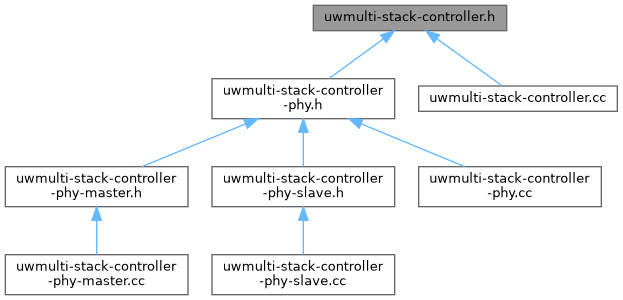 uwmulti-stack-controller.h
uwmulti-stack-controller
-phy.h
uwmulti-stack-controller.cc
uwmulti-stack-controller
-phy-master.h
uwmulti-stack-controller
-phy-slave.h
uwmulti-stack-controller
-phy.cc
uwmulti-stack-controller
-phy-master.cc
uwmulti-stack-controller
-phy-slave.cc